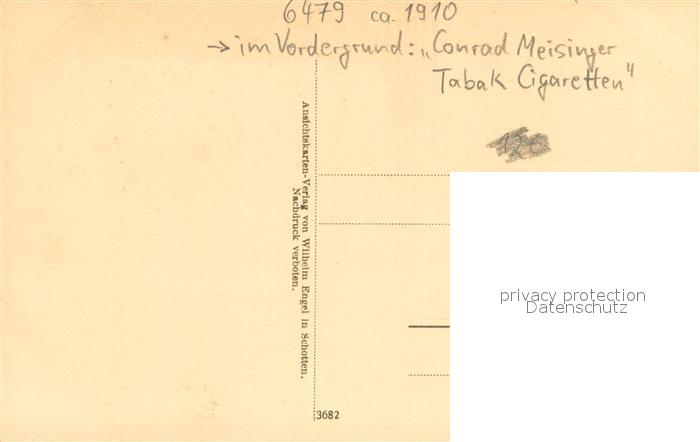 6479 ca. 1910
→ im Vordergrund: „Conrad Meisinger
Tabak Cigaretten"
120
Ansichtskarten-Verlag von Wilhelm Engel in Schotten.
Nachdruck verboten.
privacy protection
Datenschutz
3682